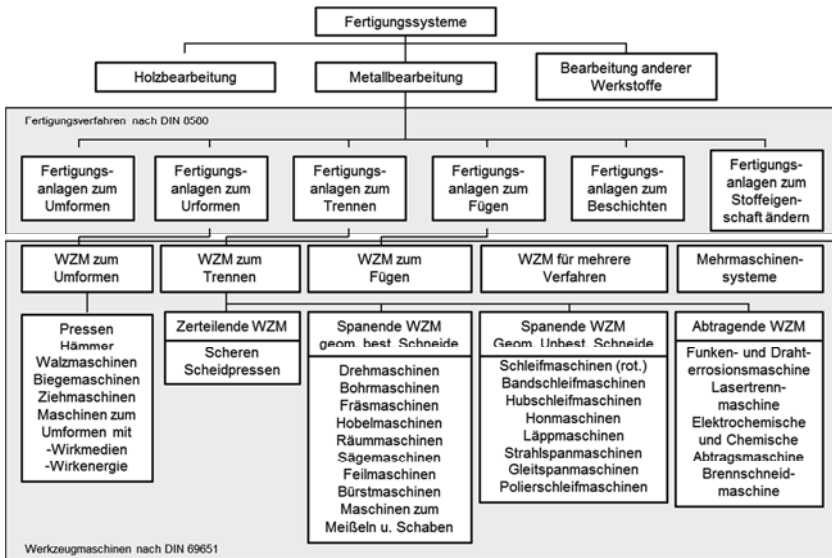 Fertigungssysteme
Holzbearbeitung
Metallbearbeitung
Bearbeitung anderer
Werkstoffe
Fertigungsverfahren nach DIN 8580
Fertigungs-
anlagen zum
Umformen
Fertigungs-
anlagen zum
Urformen
Fertigungs-
anlagen zum
Trennen
Fertigungs-
anlagen zum
Fügen
Fertigungs-
anlagen zum
Beschichten
Fertigungs-
anlagen zum
Stoffeigen-
schaft ändern
WZM zum
Umformen
WZM zum
Trennen
WZM zum
Fügen
WZM für mehrere
Verfahren
Mehrmaschinen-
systeme
Pressen
Hämmer
Walzmaschinen
Biegemaschinen
Ziehmaschinen
Maschinen zum
Umformen mit
-Wirkmedien
-Wirkenergie
Zerteilende WZM
Scheren
Scheidpressen
Spanende WZM
geom. best. Schneide
Drehmaschinen
Bohrmaschinen
Fräsmaschinen
Hobelmaschinen
Räummaschinen
Sägemaschinen
Feilmaschinen
Bürstmaschinen
Maschinen zum
Meißeln u. Schaben
Spanende WZM
Geom. Unbest. Schneide
Schleifmaschinen (rot.)
Bandschleifmaschinen
Hubschleifmaschinen
Honmaschinen
Läppmaschinen
Strahlspanmaschinen
Gleitspanmaschinen
Polierschleifmaschinen
Abtragende WZM
Funken- und Draht-
errosionsmaschine
Lasertrenn-
maschine
Elektrochemische
und Chemische
Abtragsmaschine
Brennschneid-
maschine
Werkzeugmaschinen nach DIN 69651